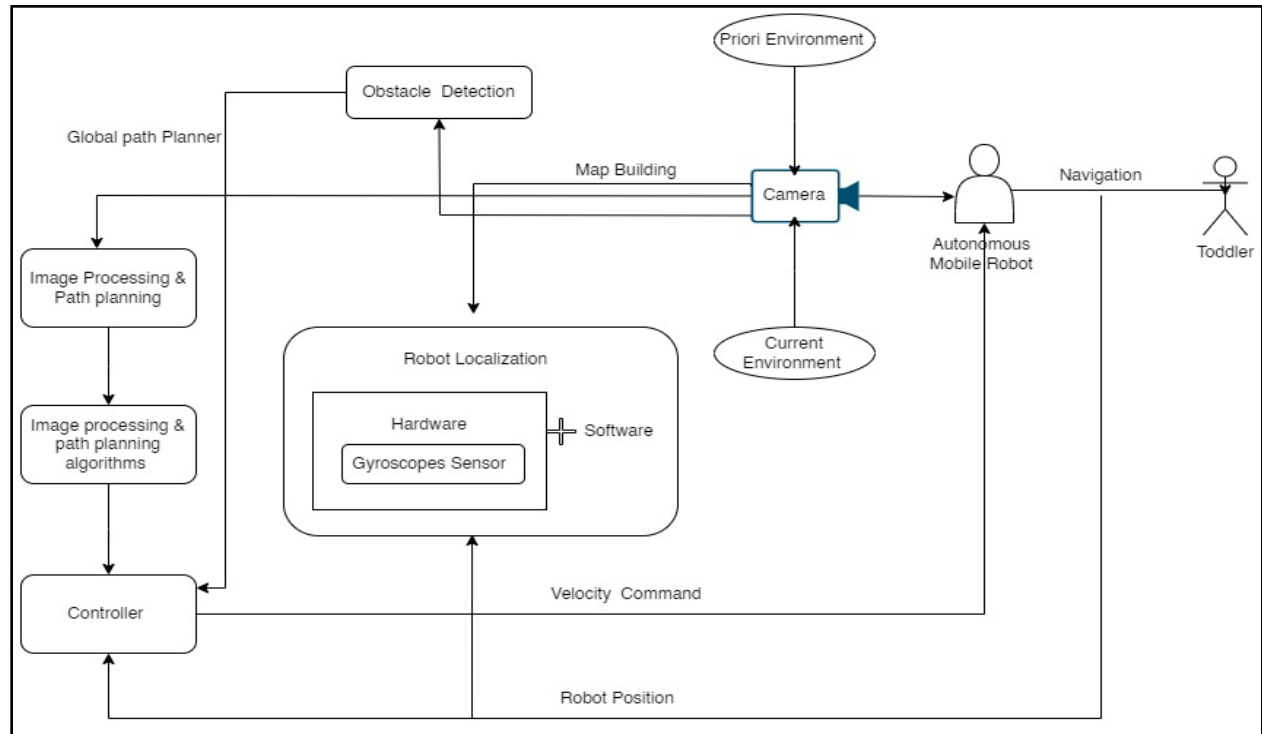 Priori Environment
Obstacle Detection
Global path Planner
Map Building
Camera
Navigation
Autonomous
Mobile Robot
Toddler
Image Processing &
Path planning
Current
Environment
Robot Localization
Hardware
Software
Gyroscopes Sensor
Image processing &
path planning
algorithms
Velocity Command
Controller
Robot Position